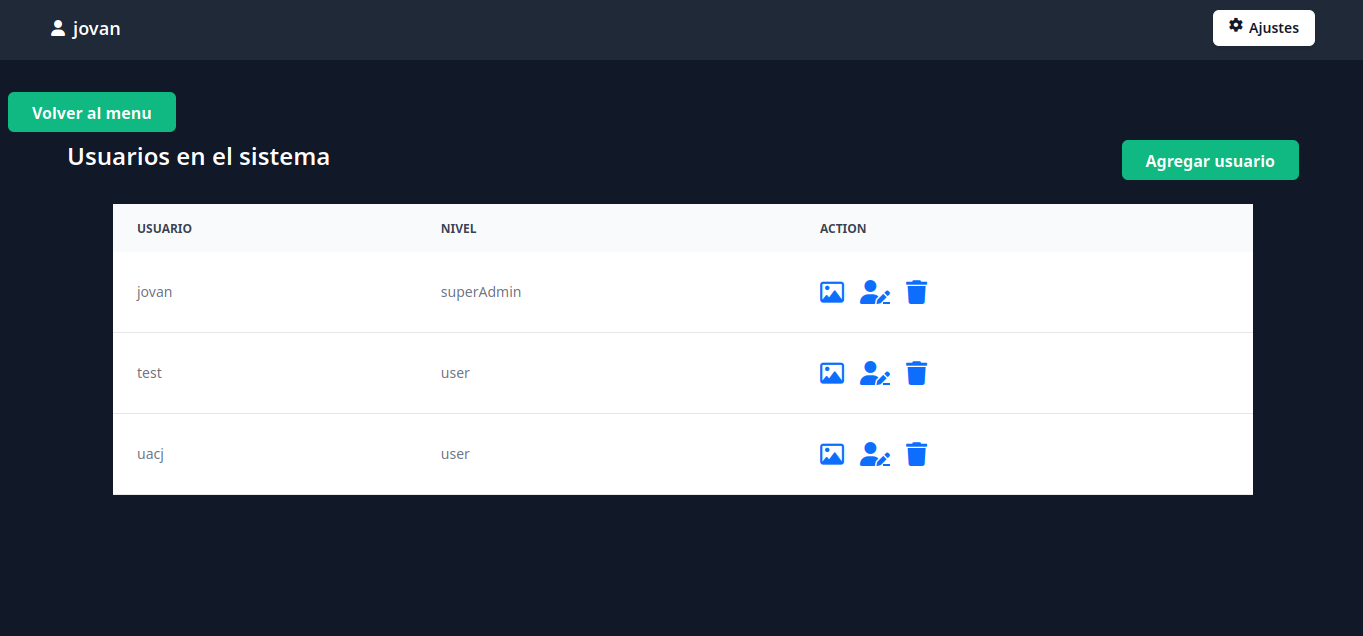 jovan
Ajustes
Volver al menu
Usuarios en el sistema
Agregar usuario
USUARIO NIVEL ACTION
jovan superAdmin
test user
uacj user